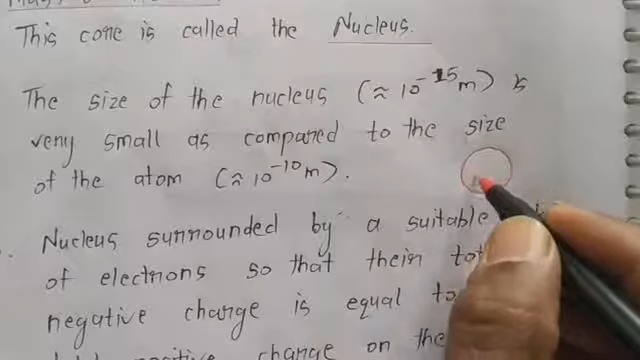 This core is called the Nucleus.
The size of the nucleus (≈ 10⁻¹⁵m) is
very small as compared to the size
of the atom (≈ 10⁻¹⁰m).
Nucleus surrounded by a suitable
of electrons so that their
negative charge is equal to
charge on the